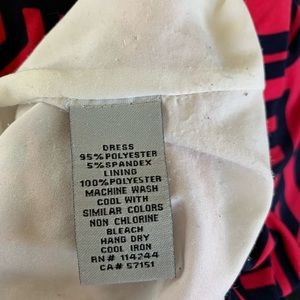 DRESS
95%POLYESTER
5%SPANDEX
LINING
100%POLYESTER
MACHINE WASH
COOL WITH
SIMILAR COLORS
NON CHLORINE
BLEACH
HANG DRY
COOL IRON
RN# 114244
CA# 57151